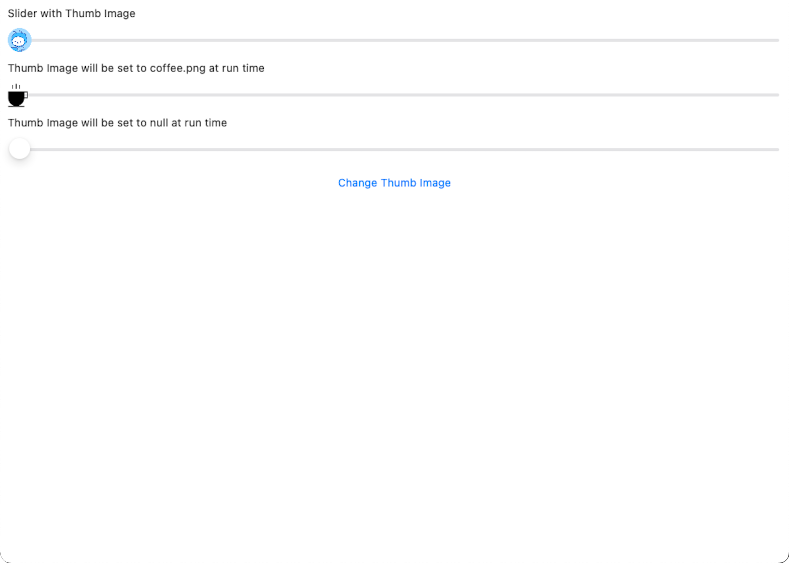 Slider with Thumb Image
Thumb Image will be set to coffee.png at run time
Thumb Image will be set to null at run time
Change Thumb Image